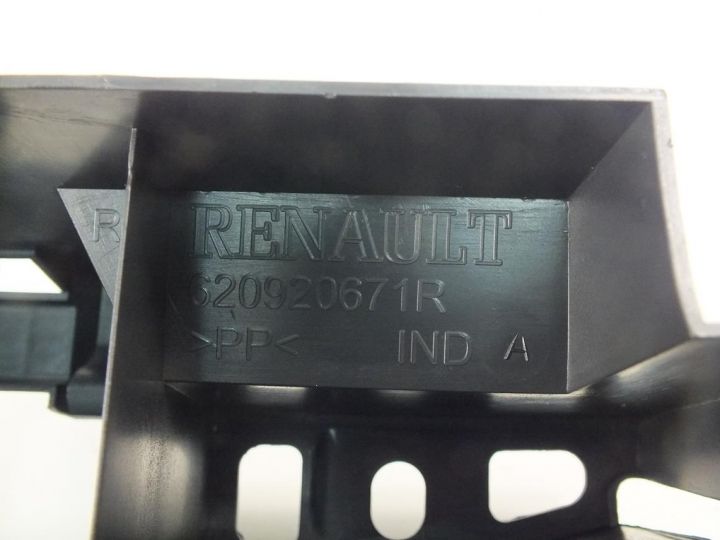 R RENAULT
620920671R
>PP< IND A